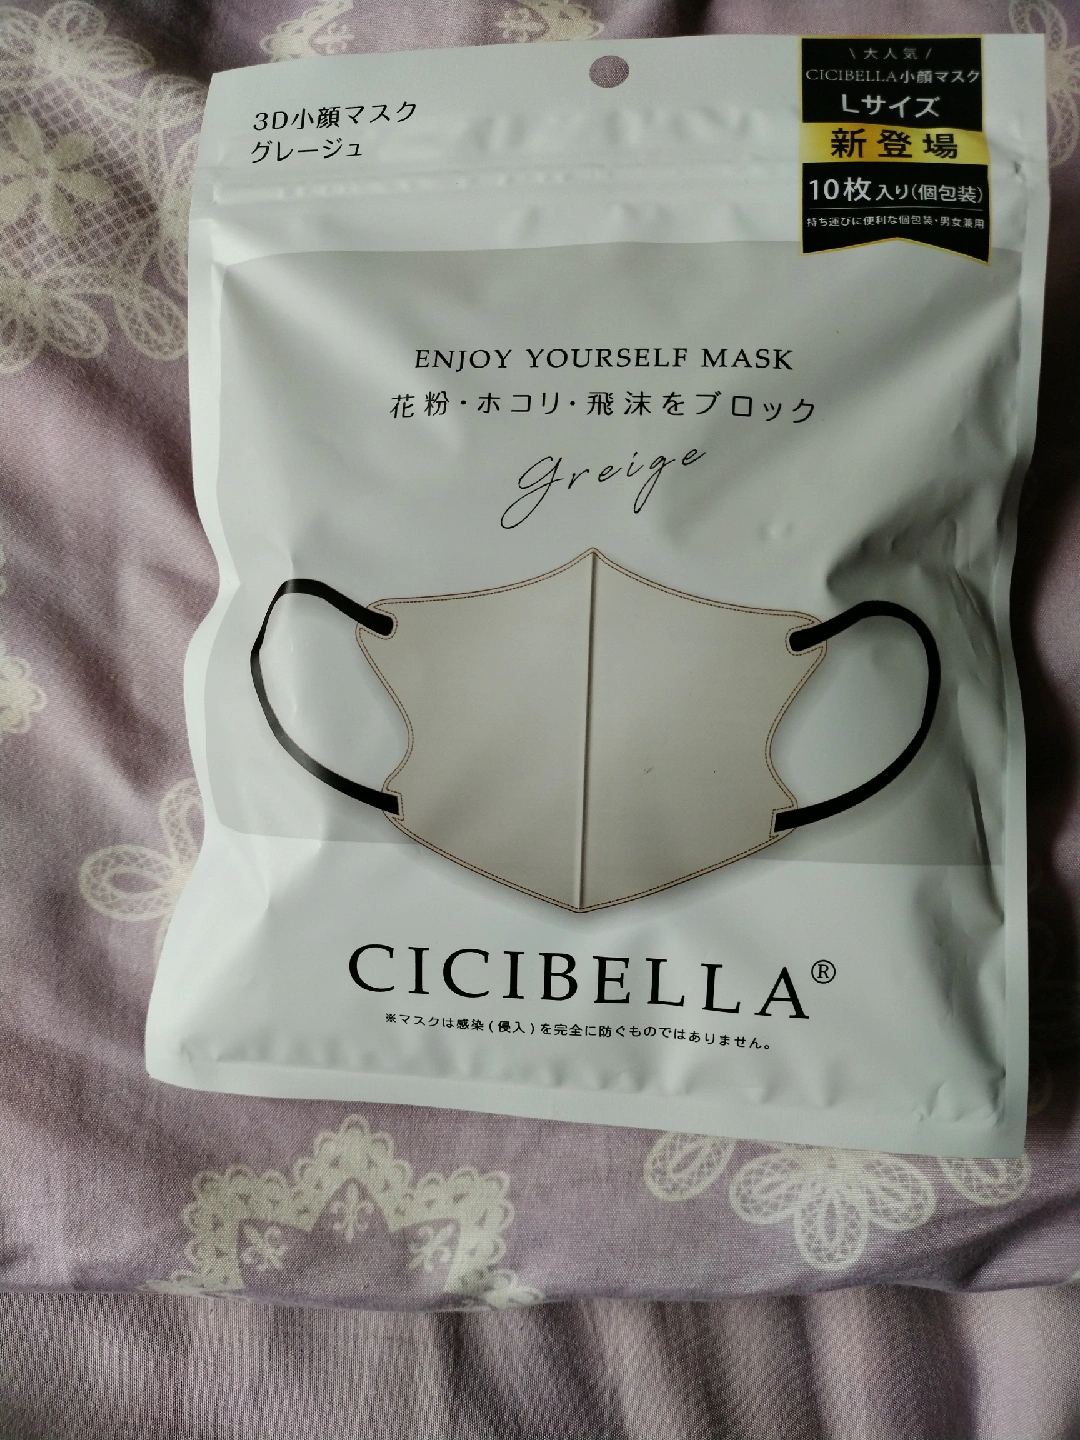 3D小顔マスク
グレージュ
\ 大人気 /
CICIBELLA小顔マスク
Lサイズ
新登場
10枚入り(個包装)
持ち運びに便利な個包装・男女兼用
ENJOY YOURSELF MASK
花粉・ホコリ・飛沫をブロック
greige
CICIBELLA®
※マスクは感染(侵入)を完全に防ぐものではありません。